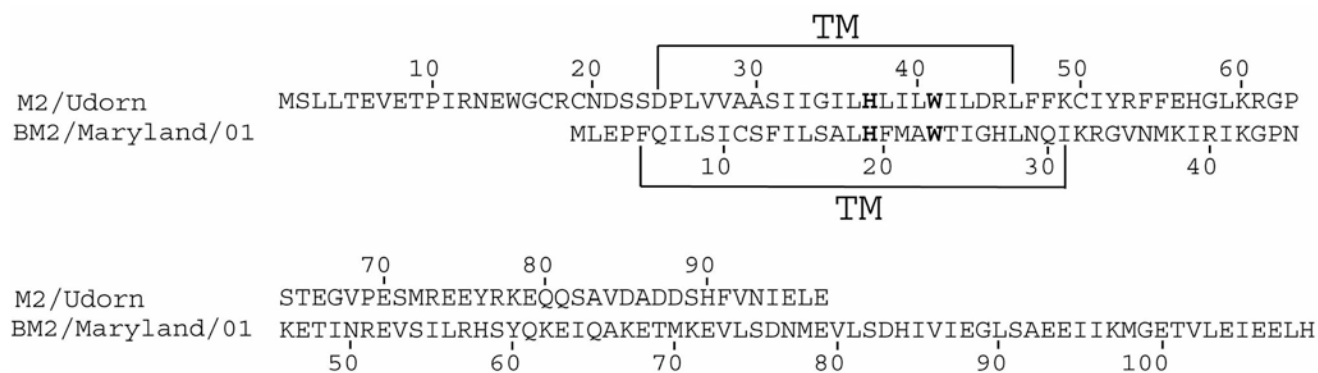 TM
10 20 30 40 50 60
M2/Udorn MSLLTEVETPIRNEWGCRCNDSSDPLVVAASIIGILHLILWILDRLFFKCIYRFFEHGLKRGP
BM2/Maryland/01 MLEPFQILSICSFILSALHFMAWTIGHLNQIKRGVNMKIRIKGPN
10 20 30 40
TM
70 80 90
M2/Udorn STEGVPESMREEYRKEQQSAVDADDSHFVNIELE
BM2/Maryland/01 KETINREVSILRHSYQKEIQAKETMKEVLSDNMEVLSDHIVIEGLSAEEIIKMGETVLEIEELH
50 60 70 80 90 100